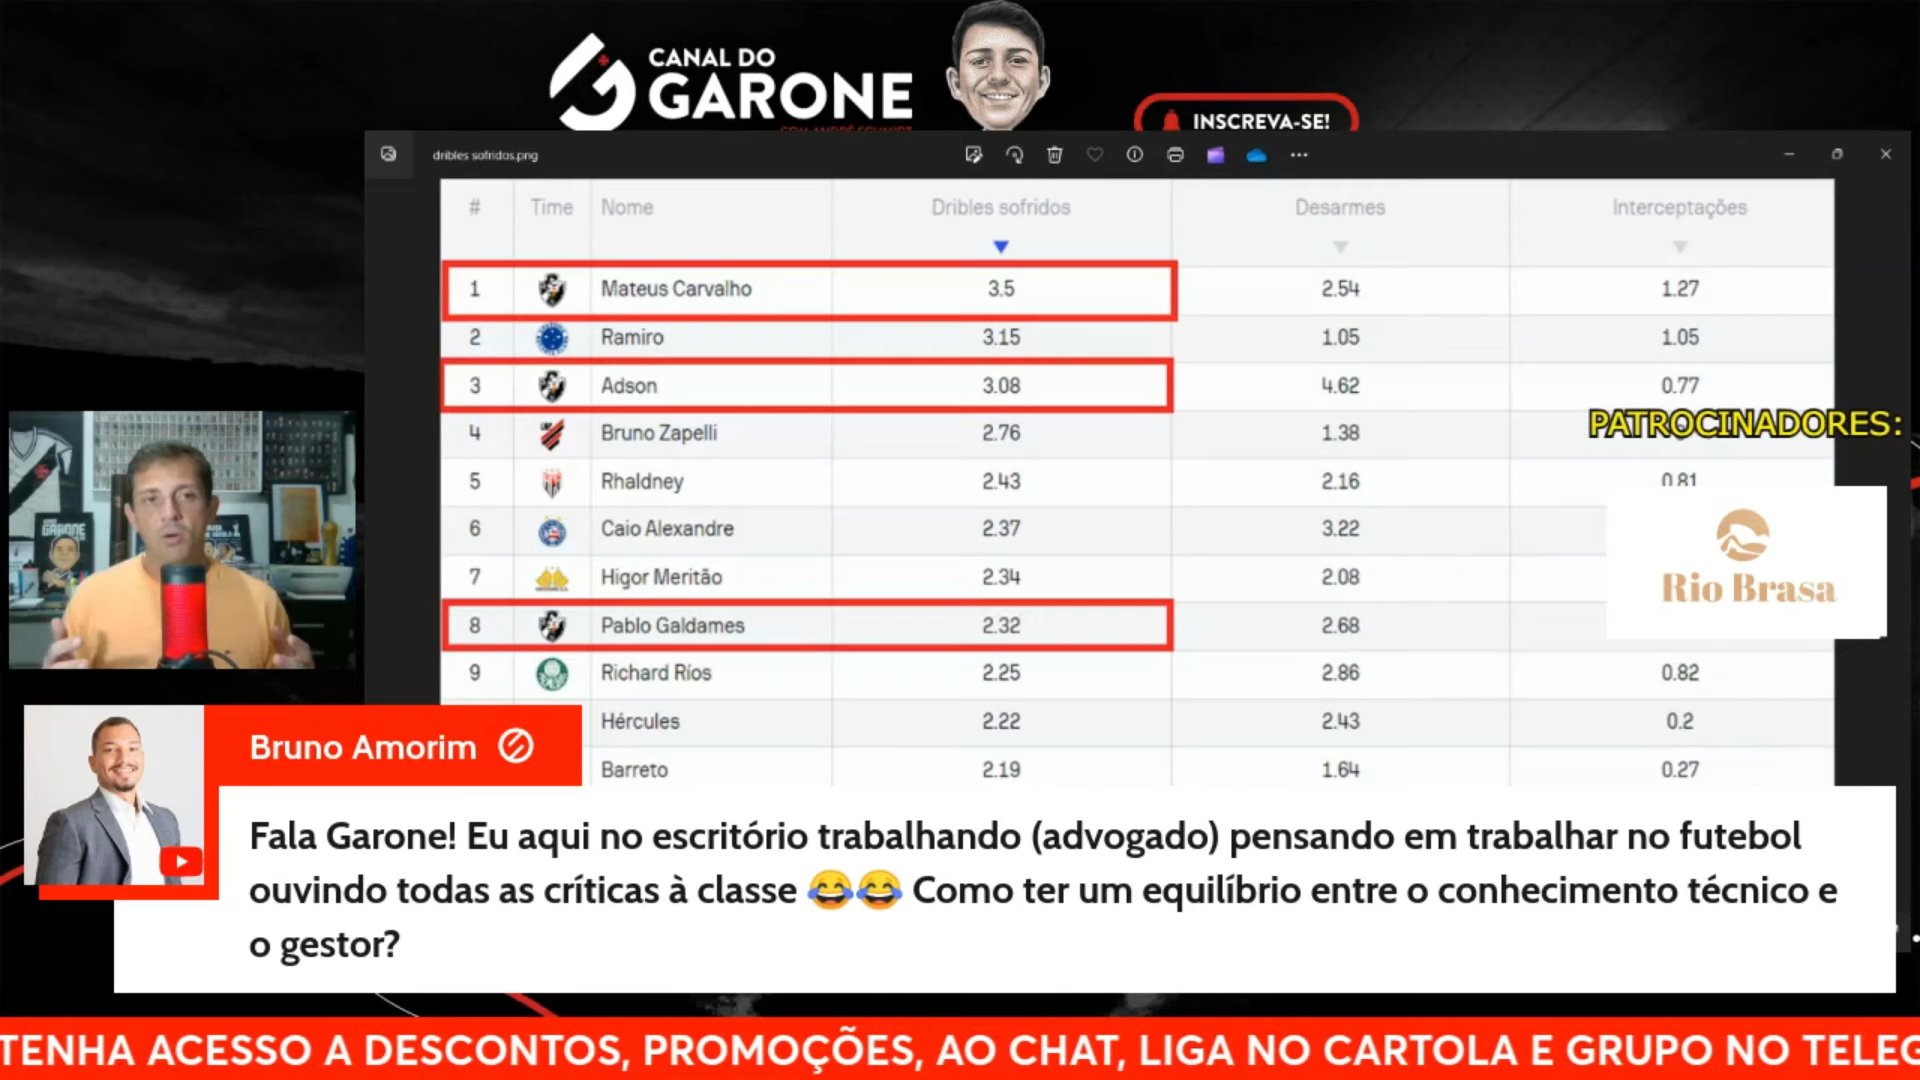 CANAL DO
GARONE
COM ANDRÉ SCHMIDT
INSCREVA-SE!
dribles sofridos.png
# Time Nome Dribles sofridos Desarmes Interceptações
1 Mateus Carvalho 3.5 2.54 1.27
2 Ramiro 3.15 1.05 1.05
3 Adson 3.08 4.62 0.77
4 Bruno Zapelli 2.76 1.38
5 Rhaldney 2.43 2.16 0.81
6 Caio Alexandre 2.37 3.22
7 Higor Meritão 2.34 2.08
8 Pablo Galdames 2.32 2.68
9 Richard Ríos 2.25 2.86 0.82
Hércules 2.22 2.43 0.2
Barreto 2.19 1.64 0.27
PATROCINADORES:
Rio Brasa
GARONE
Bruno Amorim
Fala Garone! Eu aqui no escritório trabalhando (advogado) pensando em trabalhar no futebol
ouvindo todas as críticas à classe 😂😂 Como ter um equilíbrio entre o conhecimento técnico e
o gestor?
TENHA ACESSO A DESCONTOS, PROMOÇÕES, AO CHAT, LIGA NO CARTOLA E GRUPO NO TELEG